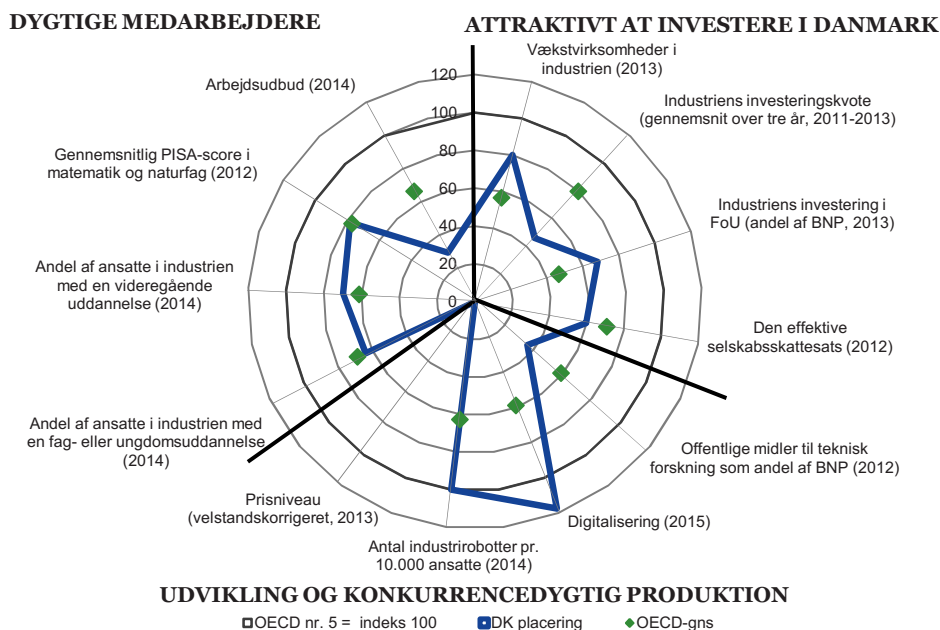 DYGTIGE MEDARBEJDERE
ATTRAKTIVT AT INVESTERE I DANMARK
Vækstvirksomheder i
industrien (2013)
Industriens investeringskvote
(gennemsnit over tre år, 2011-2013)
Industriens investering i
FoU (andel af BNP, 2013)
Den effektive
selskabsskattesats (2012)
Offentlige midler til teknisk
forskning som andel af BNP (2012)
Digitalisering (2015)
Antal industrirobotter pr.
10.000 ansatte (2014)
Prisniveau
(velstandskorrigeret, 2013)
Andel af ansatte i industrien med
en fag- eller ungdomsuddannelse
(2014)
Andel af ansatte i industrien
med en videregående
uddannelse (2014)
Gennemsnitlig PISA-score i
matematik og naturfag (2012)
Arbejdsudbud (2014)
120
100
80
60
40
20
0
UDVIKLING OG KONKURRENCEDYGTIG PRODUKTION
OECD nr. 5 = indeks 100
DK placering
OECD-gns